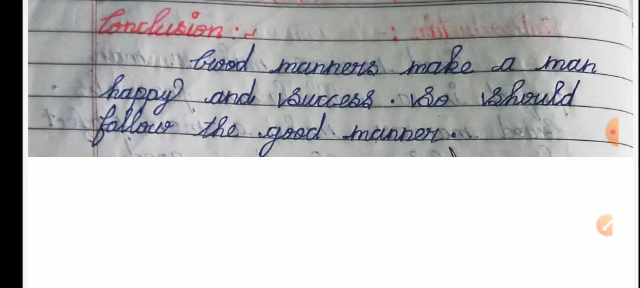 Conclusion :-
Good manners make a man
happy and success. So should
follow the good manner.